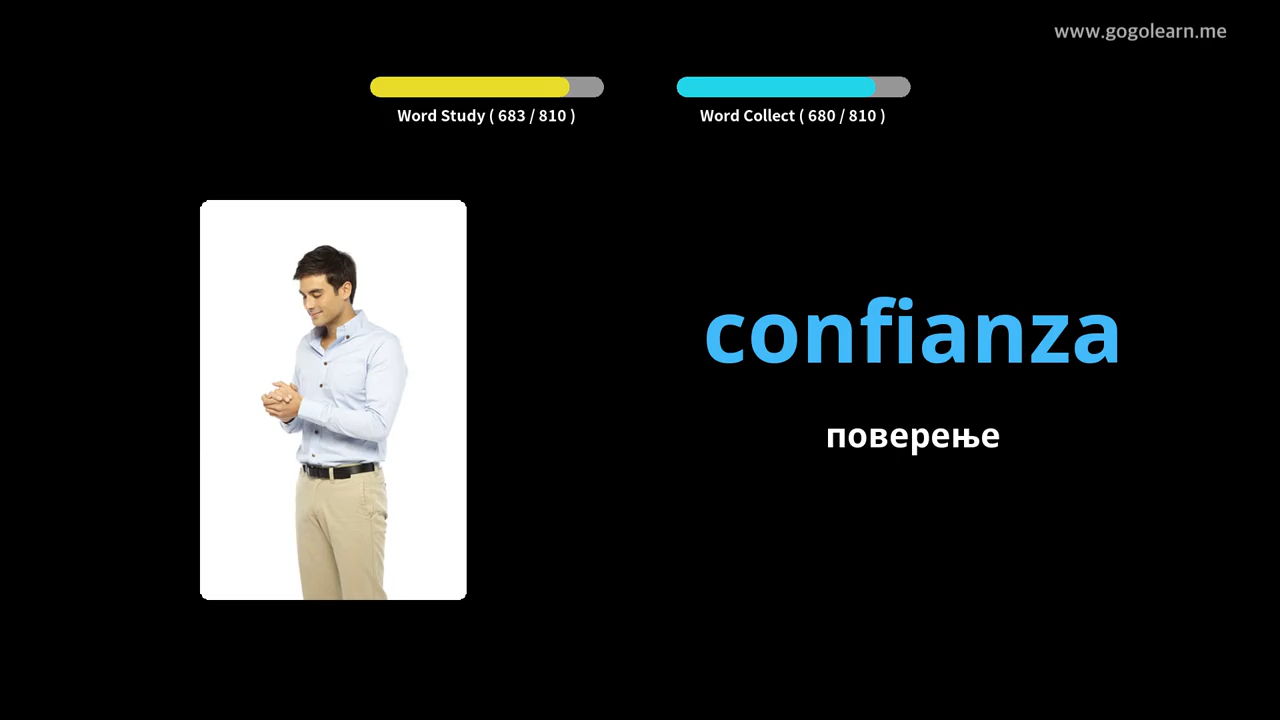 www.gogolearn.me
Word Study ( 683 / 810 )
Word Collect ( 680 / 810 )
confianza
поверење